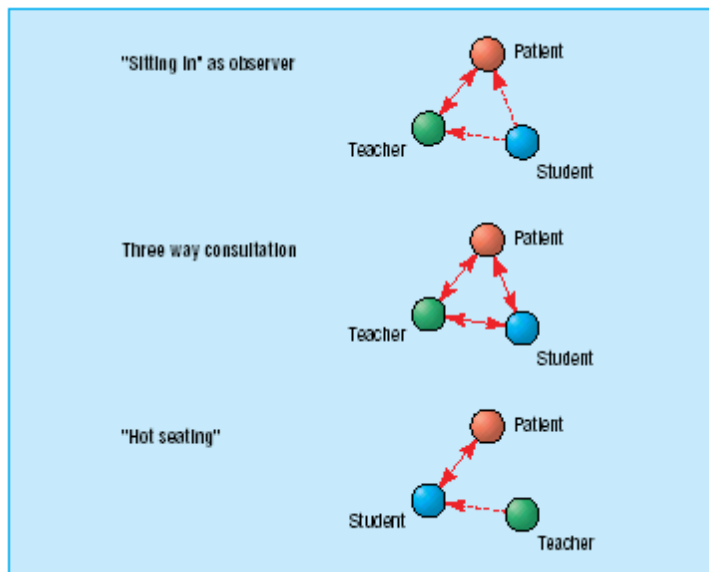 "Sitting in" as observer
Patient
Teacher
Student
Three way consultation
Patient
Teacher
Student
"Hot seating"
Patient
Student
Teacher